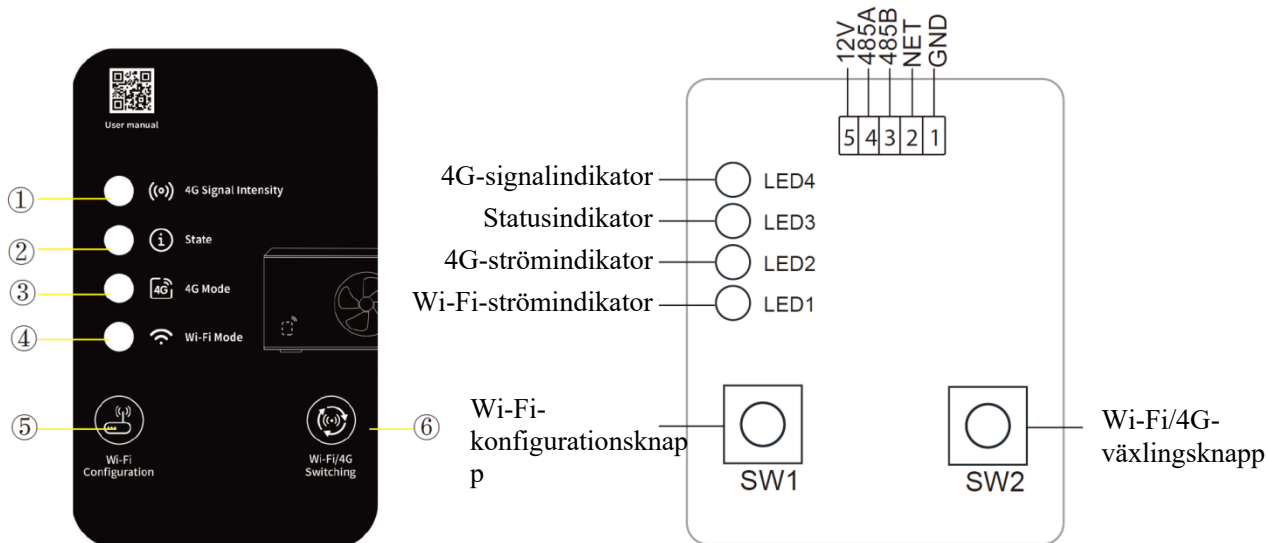 User manual
① ((o)) 4G Signal Intensity
② i State
③ 4G 4G Mode
④ Wi-Fi Mode
⑤
Wi-Fi
Configuration
⑥
Wi-Fi/4G
Switching
12V
485A
485B
NET
GND
5 4 3 2 1
4G-signalindikator LED4
Statusindikator LED3
4G-strömindikator LED2
Wi-Fi-strömindikator LED1
Wi-Fi-
konfigurationsknap
p
SW1
SW2
Wi-Fi/4G-
växlingsknapp